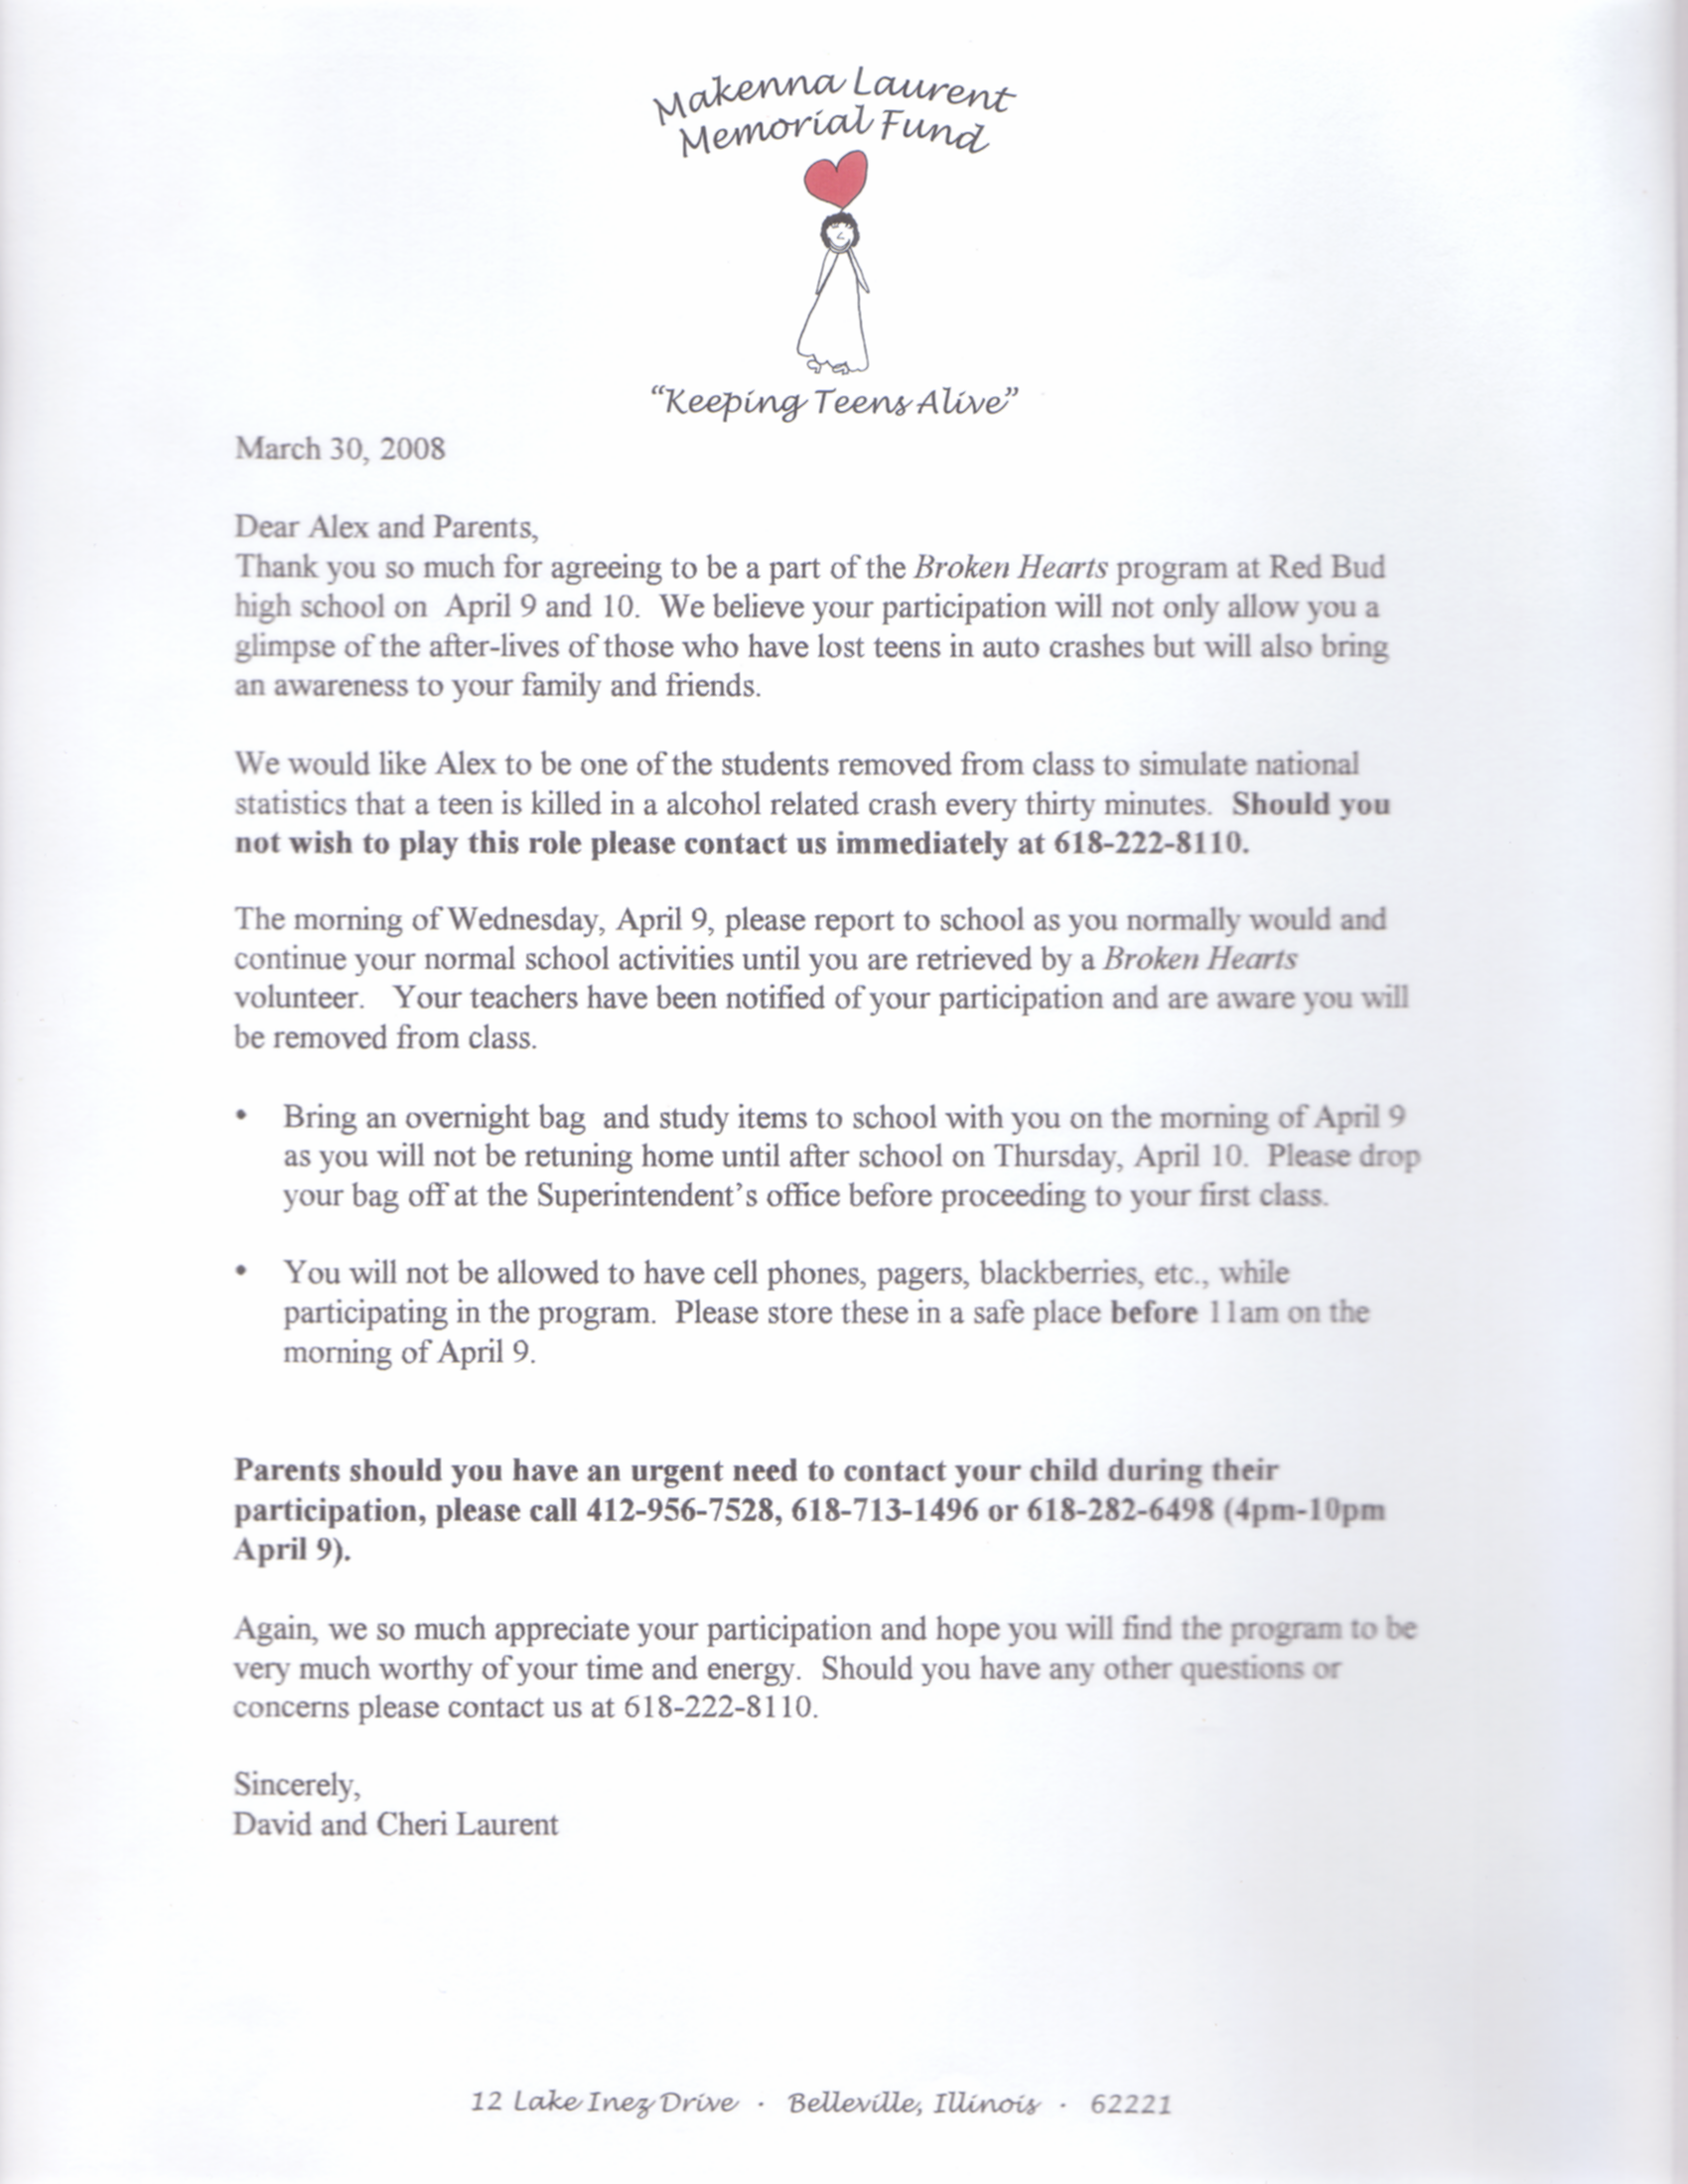 Makenna Laurent
Memorial Fund
“Keeping Teens Alive”
March 30, 2008
Dear Alex and Parents,
Thank you so much for agreeing to be a part of the Broken Hearts program at Red Bud
high school on  April 9 and 10.  We believe your participation will not only allow you a
glimpse of the after-lives of those who have lost teens in auto crashes but will also bring
an awareness to your family and friends.
We would like Alex to be one of the students removed from class to simulate national
statistics that a teen is killed in a alcohol related crash every thirty minutes.  Should you
not wish to play this role please contact us immediately at 618-222-8110.
The morning of Wednesday, April 9, please report to school as you normally would and
continue your normal school activities until you are retrieved by a Broken Hearts
volunteer.   Your teachers have been notified of your participation and are aware you will
be removed from class.
• Bring an overnight bag  and study items to school with you on the morning of April 9
as you will not be retuning home until after school on Thursday, April 10.  Please drop
your bag off at the Superintendent’s office before proceeding to your first class.
• You will not be allowed to have cell phones, pagers, blackberries, etc., while
participating in the program.  Please store these in a safe place before 11am on the
morning of April 9.
Parents should you have an urgent need to contact your child during their
participation, please call 412-956-7528, 618-713-1496 or 618-282-6498 (4pm-10pm
April 9).
Again, we so much appreciate your participation and hope you will find the program to be
very much worthy of your time and energy.  Should you have any other questions or
concerns please contact us at 618-222-8110.
Sincerely,
David and Cheri Laurent
12 Lake Inez Drive · Belleville, Illinois · 62221